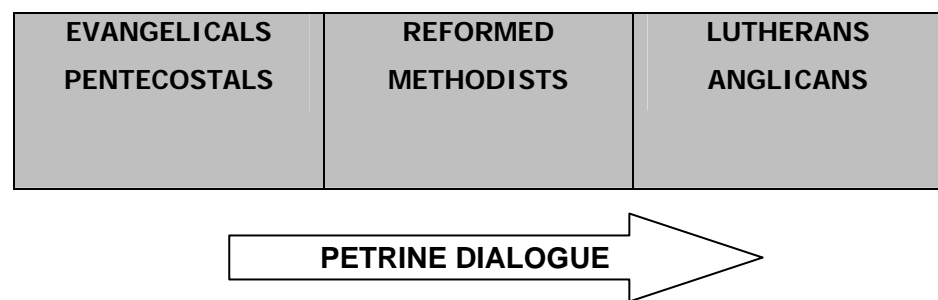 EVANGELICALS
PENTECOSTALS
REFORMED
METHODISTS
LUTHERANS
ANGLICANS
PETRINE DIALOGUE